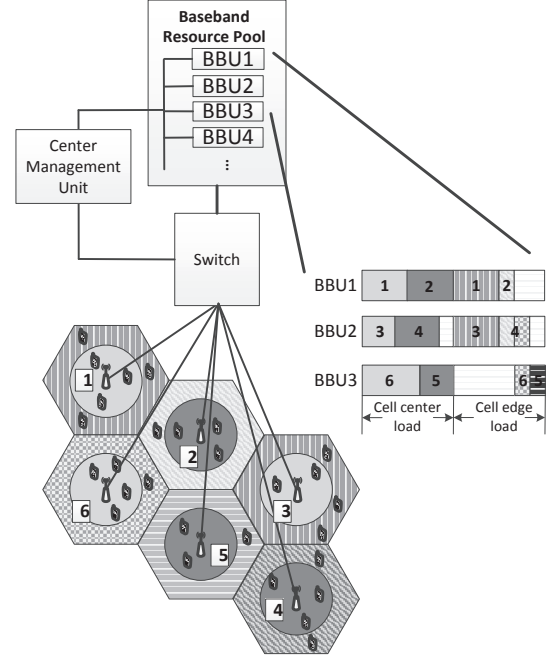 Baseband
Resource Pool
BBU1
BBU2
BBU3
BBU4
...
Center
Management
Unit
Switch
BBU1 1 2 1 2
BBU2 3 4 3 4
BBU3 6 5 6 5
Cell center
load
Cell edge
load
1
2
6
3
5
4